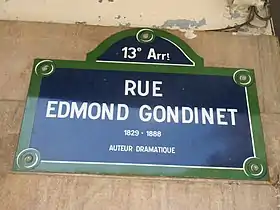 13e Arrt
RUE
EDMOND GONDINET
1829 - 1888
AUTEUR DRAMATIQUE